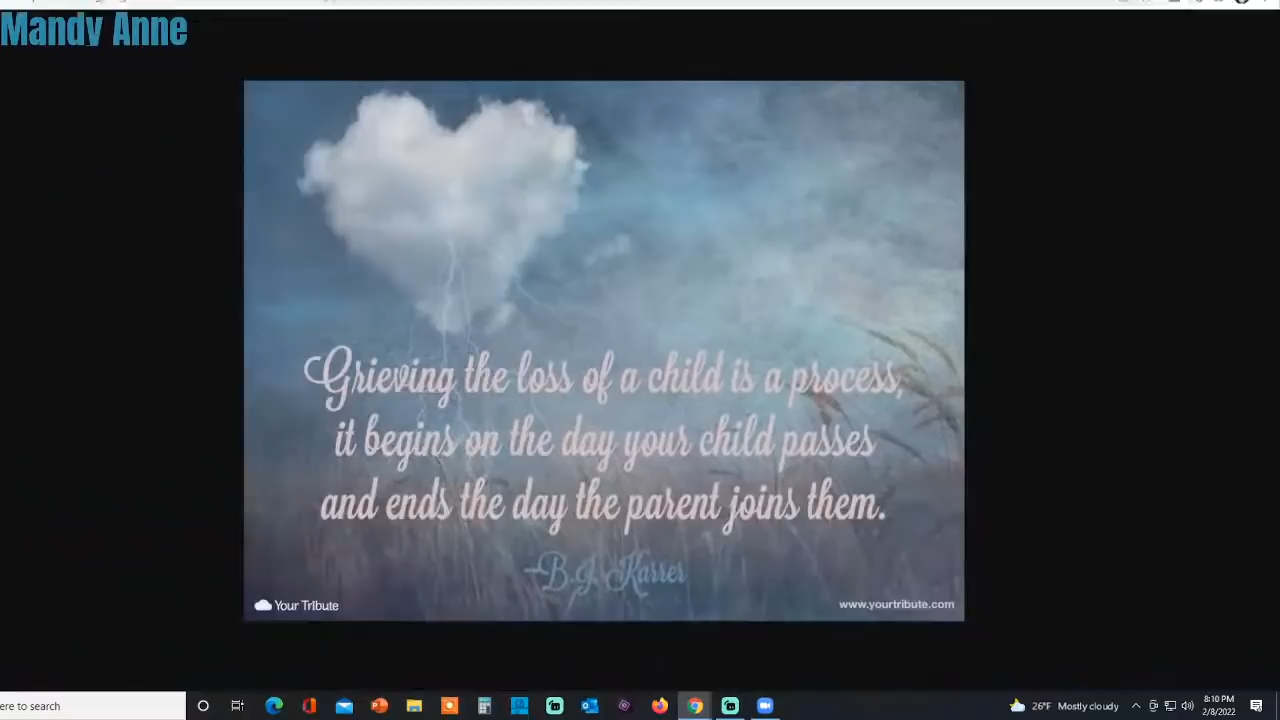 Mandy Anne
Grieving the loss of a child is a process,
it begins on the day your child passes
and ends the day the parent joins them.
–B.J. Karrer
Your Tribute
www.yourtribute.com
ere to search
26°F Mostly cloudy
8:10 PM
2/8/2022